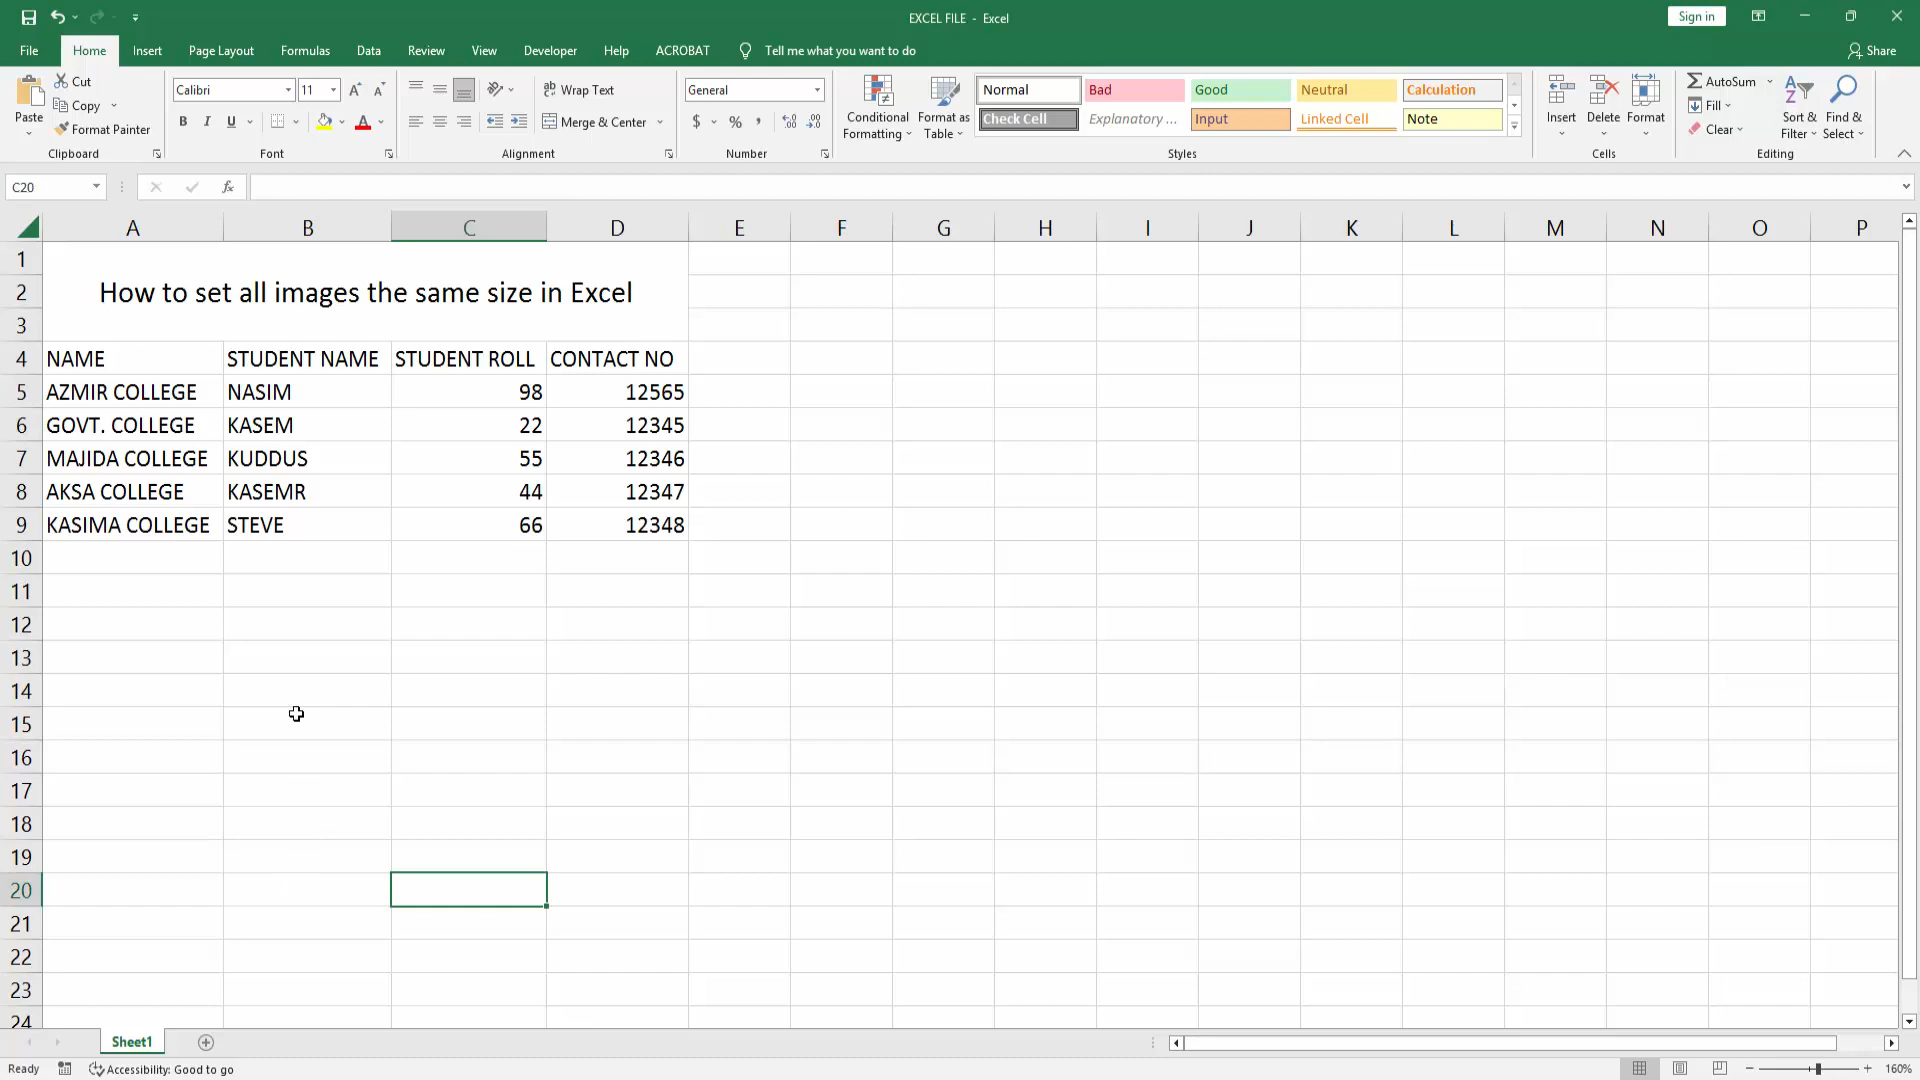 EXCEL FILE - Excel
Sign in
File Home Insert Page Layout Formulas Data Review View Developer Help ACROBAT Tell me what you want to do Share
Paste
Cut
Copy
Format Painter
Clipboard
Calibri 11
B I U
Font
Wrap Text
Merge & Center
Alignment
General
$ % ,
Number
Conditional Formatting
Format as Table
Normal Bad Good Neutral Calculation
Check Cell Explanatory ... Input Linked Cell Note
Styles
Insert Delete Format
Cells
AutoSum
Fill
Clear
Sort & Filter
Find & Select
Editing
C20 fx
A B C D E F G H I J K L M N O P
1
2 How to set all images the same size in Excel
3
4 NAME STUDENT NAME STUDENT ROLL CONTACT NO
5 AZMIR COLLEGE NASIM 98 12565
6 GOVT. COLLEGE KASEM 22 12345
7 MAJIDA COLLEGE KUDDUS 55 12346
8 AKSA COLLEGE KASEMR 44 12347
9 KASIMA COLLEGE STEVE 66 12348
10
11
12
13
14
15
16
17
18
19
20
21
22
23
24
Sheet1
Ready Accessibility: Good to go 160%